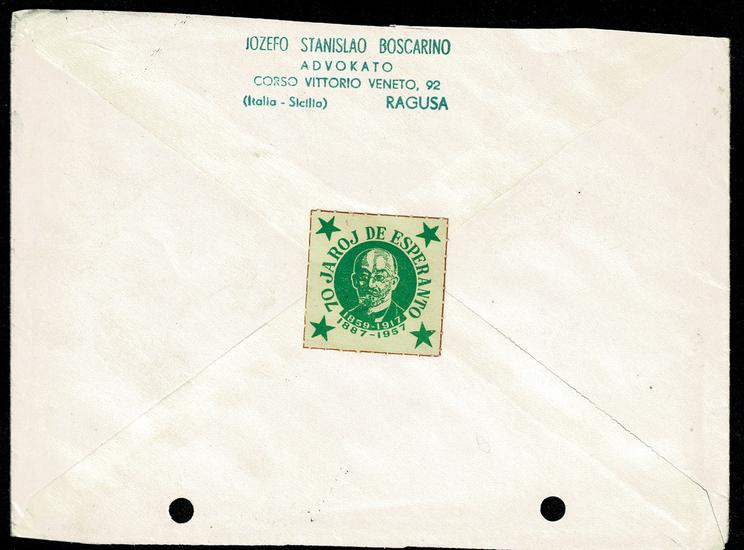 JOZEFO STANISLAO BOSCARINO
ADVOKATO
CORSO VITTORIO VENETO, 92
(Italia - Sicilia) RAGUSA
70 JAROJ DE ESPERANTO
1859-1917
1887-1957